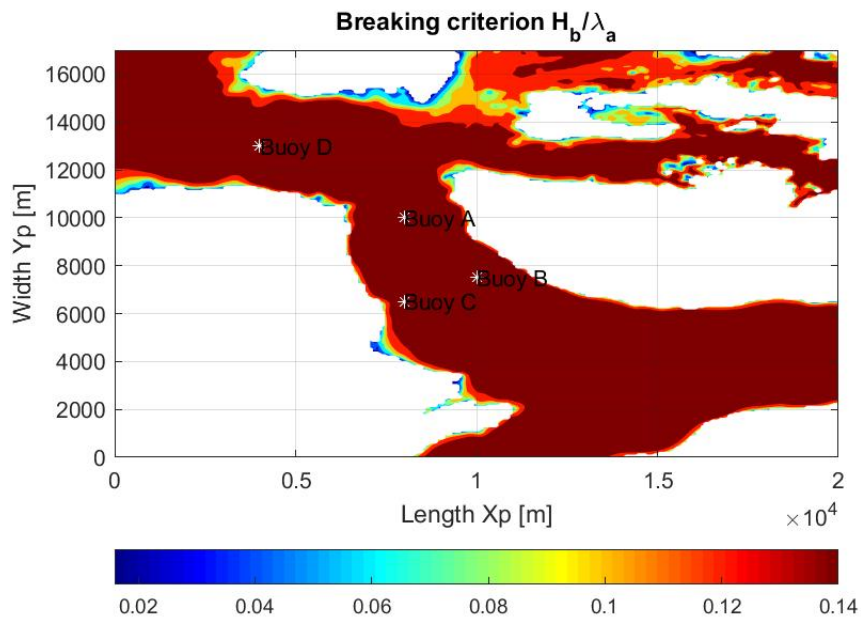 Breaking criterion H_b/λ_a
16000
14000
12000
10000
8000
6000
4000
2000
0
Width Yp [m]
Buoy D
Buoy A
Buoy B
Buoy C
0 0.5 1 1.5 2
Length Xp [m]
×10^4
0.02 0.04 0.06 0.08 0.1 0.12 0.14